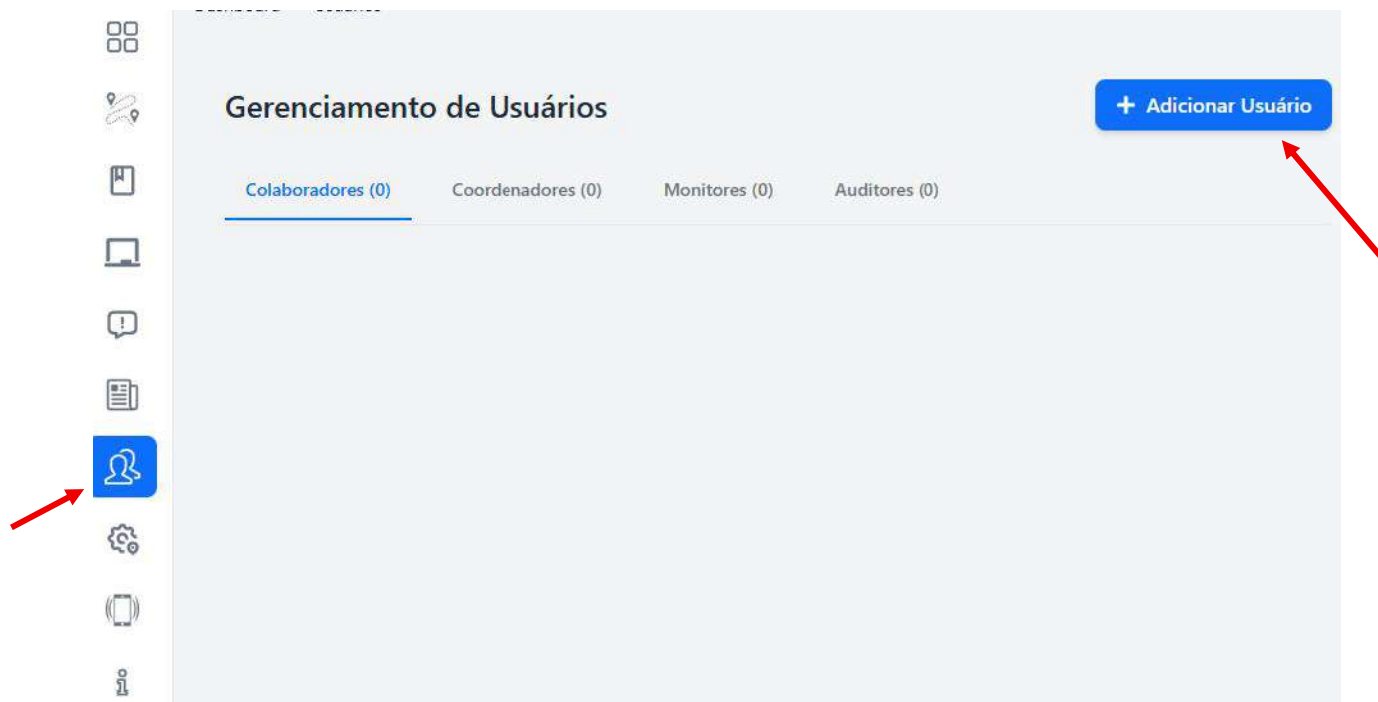 Gerenciamento de Usuários
+ Adicionar Usuário
Colaboradores (0) Coordenadores (0) Monitores (0) Auditores (0)